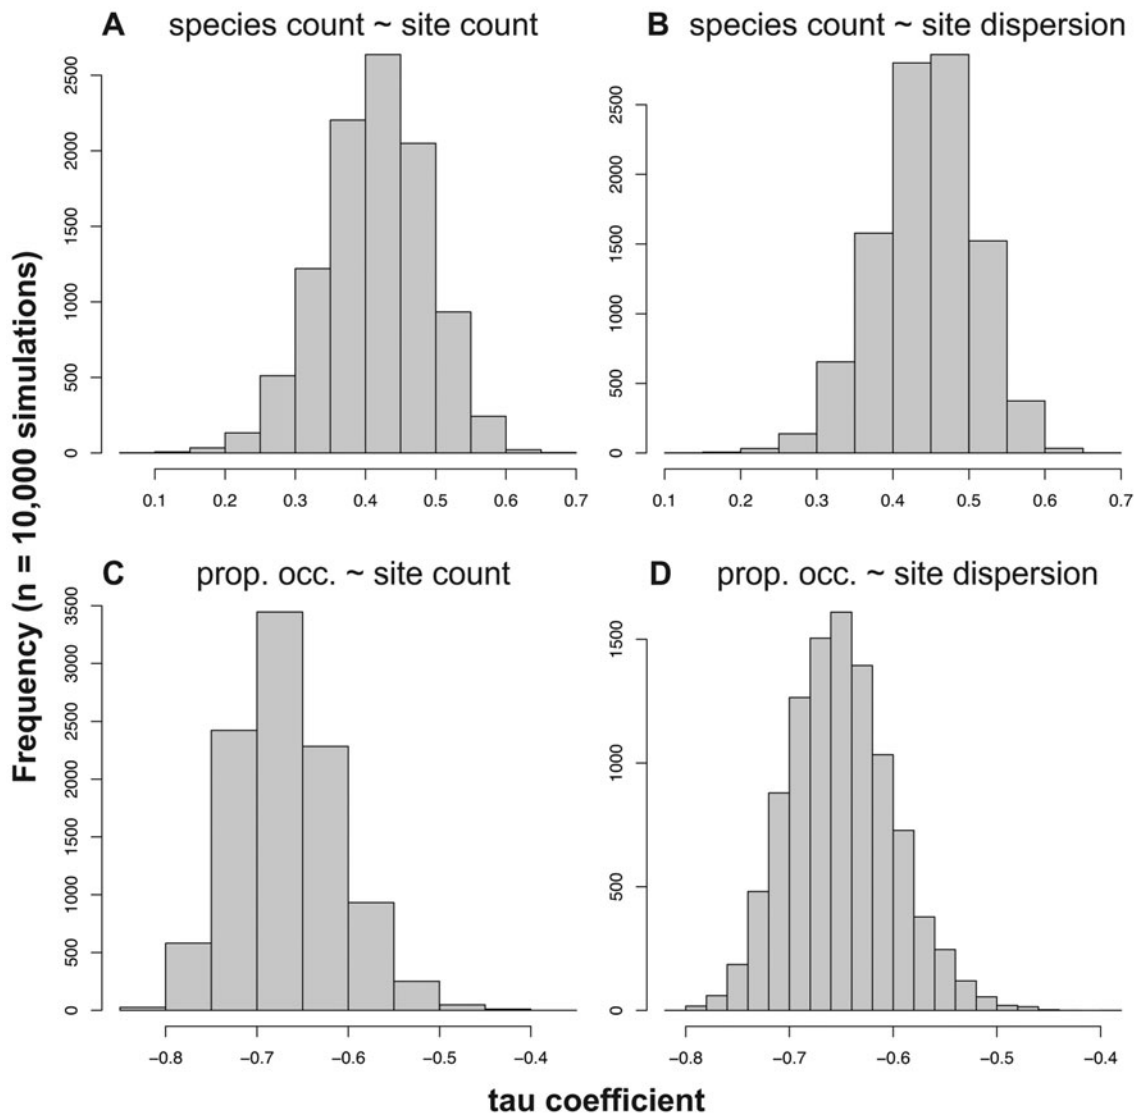 A species count ~ site count
B species count ~ site dispersion
Frequency (n = 10,000 simulations)
2500
2000
1500
1000
500
0
0.1 0.2 0.3 0.4 0.5 0.6 0.7
2500
2000
1500
1000
500
0
0.1 0.2 0.3 0.4 0.5 0.6 0.7
C prop. occ. ~ site count
D prop. occ. ~ site dispersion
3500
3000
2500
2000
1500
1000
500
0
−0.8 −0.7 −0.6 −0.5 −0.4
1500
1000
500
0
−0.8 −0.7 −0.6 −0.5 −0.4
tau coefficient